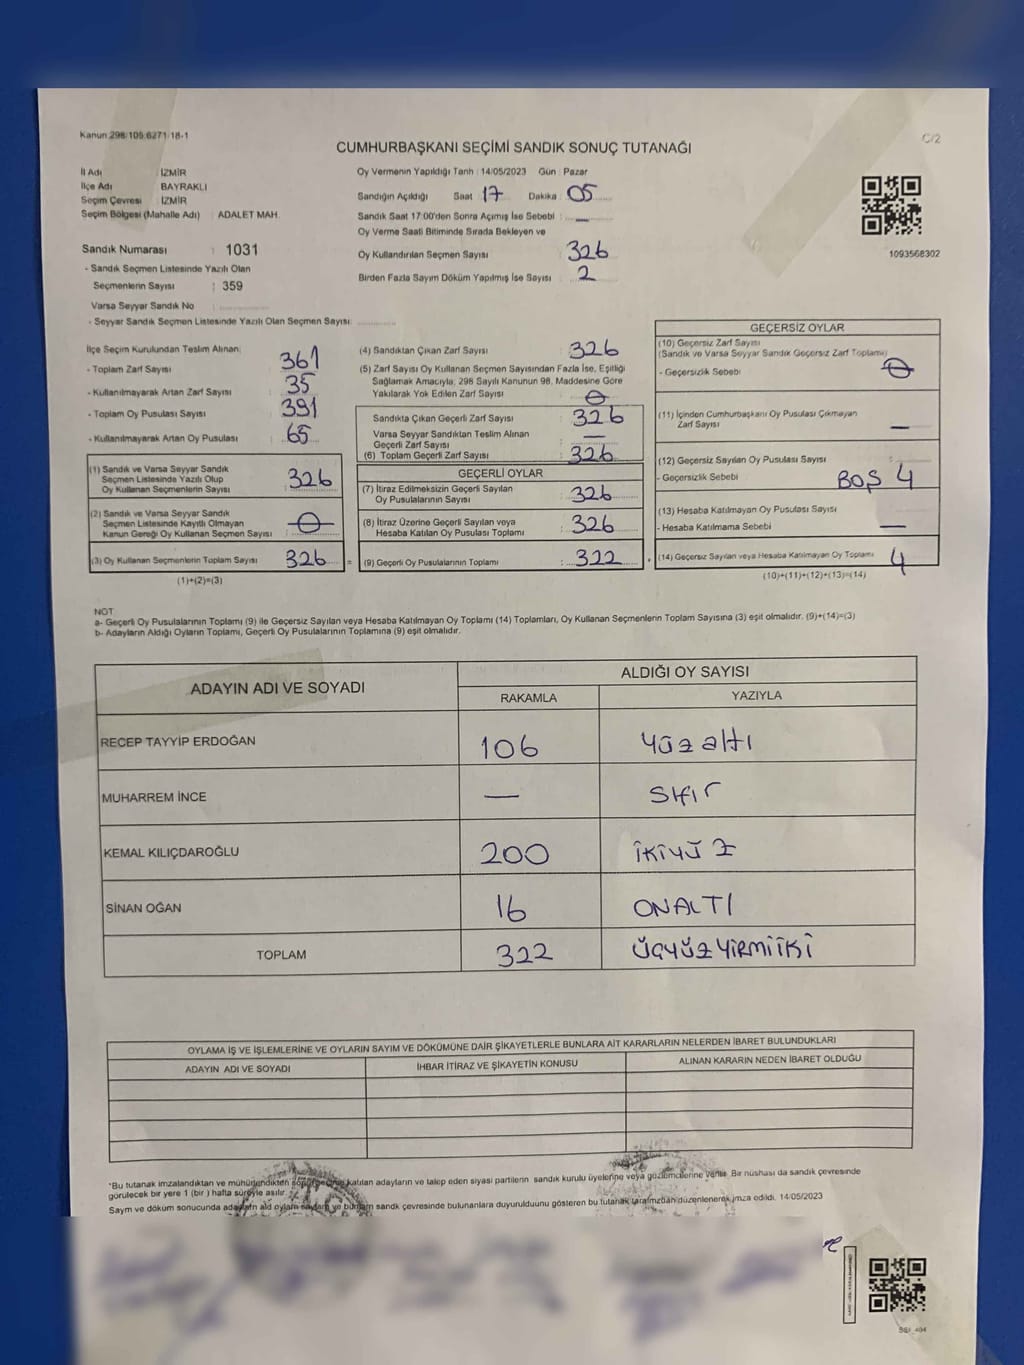 Kanun 298/105/6271/18-1
C/2
CUMHURBAŞKANI SEÇİMİ SANDIK SONUÇ TUTANAĞI
İl Adı : İZMİR
İlçe Adı : BAYRAKLI
Seçim Çevresi : İZMİR
Seçim Bölgesi (Mahalle Adı) : ADALET MAH.
Sandık Numarası : 1031
- Sandık Seçmen Listesinde Yazılı Olan
Seçmenlerin Sayısı : 359
Varsa Seyyar Sandık No
- Seyyar Sandık Seçmen Listesinde Yazılı Olan Seçmen Sayısı
Oy Vermenin Yapıldığı Tarih : 14/05/2023 Gün : Pazar
Sandığın Açıldığı Saat 17 Dakika 05
Sandık Saat 17:00'den Sonra Açımış İse Sebebi : —
Oy Verme Saati Bitiminde Sırada Bekleyen ve
Oy Kullandırılan Seçmen Sayısı 326
Birden Fazla Sayım Döküm Yapılmış İse Sayısı 2
1093568302
İlçe Seçim Kurulundan Teslim Alınan:
- Toplam Zarf Sayısı : 361
- Kullanılmayarak Artan Zarf Sayısı : 35
- Toplam Oy Pusulası Sayısı : 391
- Kullanılmayarak Artan Oy Pusulası : 65
(1) Sandık ve Varsa Seyyar Sandık
Seçmen Listesinde Yazılı Olup
Oy Kullanan Seçmenlerin Sayısı : 326
(2) Sandık ve Varsa Seyyar Sandık
Seçmen Listesinde Kayıtlı Olmayan
Kanun Gereği Oy Kullanan Seçmen Sayısı : 0
(3) Oy Kullanan Seçmenlerin Toplam Sayısı : 326
(1)+(2)=(3)
(4) Sandıktan Çıkan Zarf Sayısı : 326
(5) Zarf Sayısı Oy Kullanan Seçmen Sayısından Fazla İse, Eşitliği
Sağlamak Amacıyla, 298 Sayılı Kanunun 98. Maddesine Göre
Yakılarak Yok Edilen Zarf Sayısı : 0
Sandıkta Çıkan Geçerli Zarf Sayısı : 326
Varsa Seyyar Sandıktan Teslim Alınan
Geçerli Zarf Sayısı : —
(6) Toplam Geçerli Zarf Sayısı : 326
GEÇERLİ OYLAR
(7) İtiraz Edilmeksizin Geçerli Sayılan
Oy Pusulalarının Sayısı : 326
(8) İtiraz Üzerine Geçerli Sayılan veya
Hesaba Katılan Oy Pusulası Toplamı : 326
(9) Geçerli Oy Pusulalarının Toplamı : 322
GEÇERSİZ OYLAR
(10) Geçersiz Zarf Sayısı
(Sandık ve Varsa Seyyar Sandık Geçersiz Zarf Toplamı)
- Geçersizlik Sebebi 0
(11) İçinden Cumhurbaşkanı Oy Pusulası Çıkmayan
Zarf Sayısı —
(12) Geçersiz Sayılan Oy Pusulası Sayısı
- Geçersizlik Sebebi BOŞ 4
(13) Hesaba Katılmayan Oy Pusulası Sayısı
- Hesaba Katılmama Sebebi —
(14) Geçersiz Sayılan veya Hesaba Katılmayan Oy Toplamı 4
(10)+(11)+(12)+(13)=(14)
NOT
a- Geçerli Oy Pusulalarının Toplamı (9) ile Geçersiz Sayılan veya Hesaba Katılmayan Oy Toplamı (14) Toplamları, Oy Kullanan Seçmenlerin Toplam Sayısına (3) eşit olmalıdır. (9)+(14)=(3)
b- Adayların Aldığı Oyların Toplamı, Geçerli Oy Pusulalarının Toplamına (9) eşit olmalıdır.
ADAYIN ADI VE SOYADI
ALDIĞI OY SAYISI
RAKAMLA YAZIYLA
RECEP TAYYİP ERDOĞAN 106 yüzaltı
MUHARREM İNCE — sıfır
KEMAL KILIÇDAROĞLU 200 İKİYÜZ
SİNAN OĞAN 16 ONALTI
TOPLAM 322 ÜÇYÜZYİRMİİKİ
OYLAMA İŞ VE İŞLEMLERİNE VE OYLARIN SAYIM VE DÖKÜMÜNE DAİR ŞİKAYETLERLE BUNLARA AİT KARARLARIN NELERDEN İBARET BULUNDUKLARI
ADAYIN ADI VE SOYADI İHBAR İTİRAZ VE ŞİKAYETİN KONUSU ALINAN KARARIN NEDEN İBARET OLDUĞU
*Bu tutanak imzalandıktan ve mühürlendikten katılan adayların ve talep eden siyasi partilerin sandık kurulu üyelerine veya gözlemcilerine verilir. Bir nüshası da sandık çevresinde
görülecek bir yere 1 (bir) hafta süreyle asılır.
Sayım ve döküm sonucunda adayların ve bunların sandık çevresinde bulunanlara duyurulduunu gösteren bu tutanak tarafımızdan düzenlenerek imza edildi. 14/05/2023